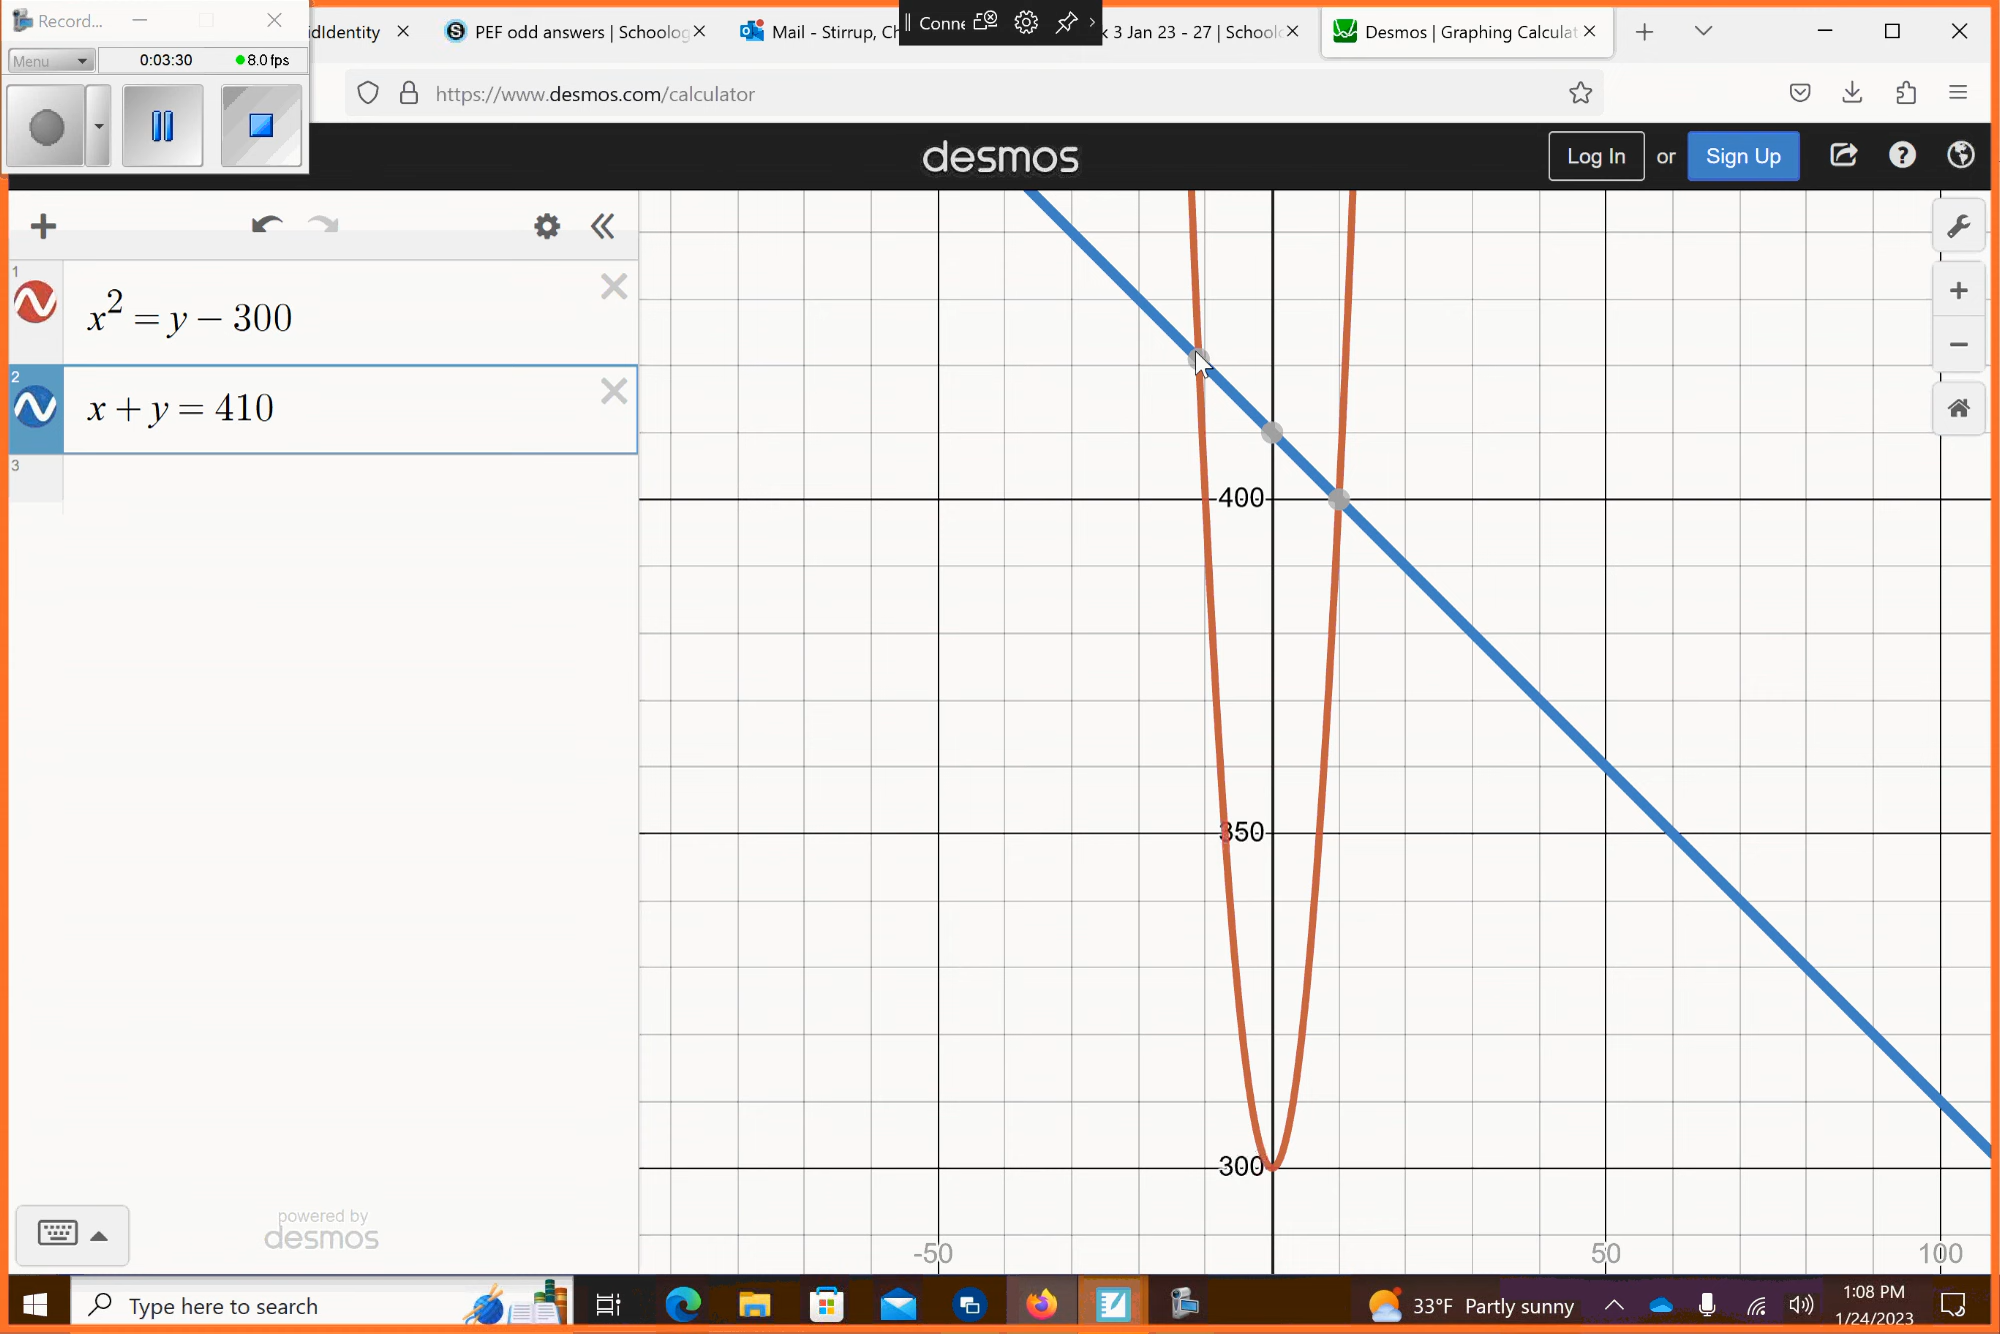 Record...
Menu 0:03:30 8.0 fps
idIdentity
PEF odd answers | Schoolog
Mail - Stirrup, Ch
Conne
3 Jan 23 - 27 | Schoolo
Desmos | Graphing Calculat
https://www.desmos.com/calculator
desmos
Log In or Sign Up
1
x² = y − 300
2
x + y = 410
3
400
350
300
-50 50 100
powered by
desmos
Type here to search
33°F Partly sunny
1:08 PM
1/24/2023